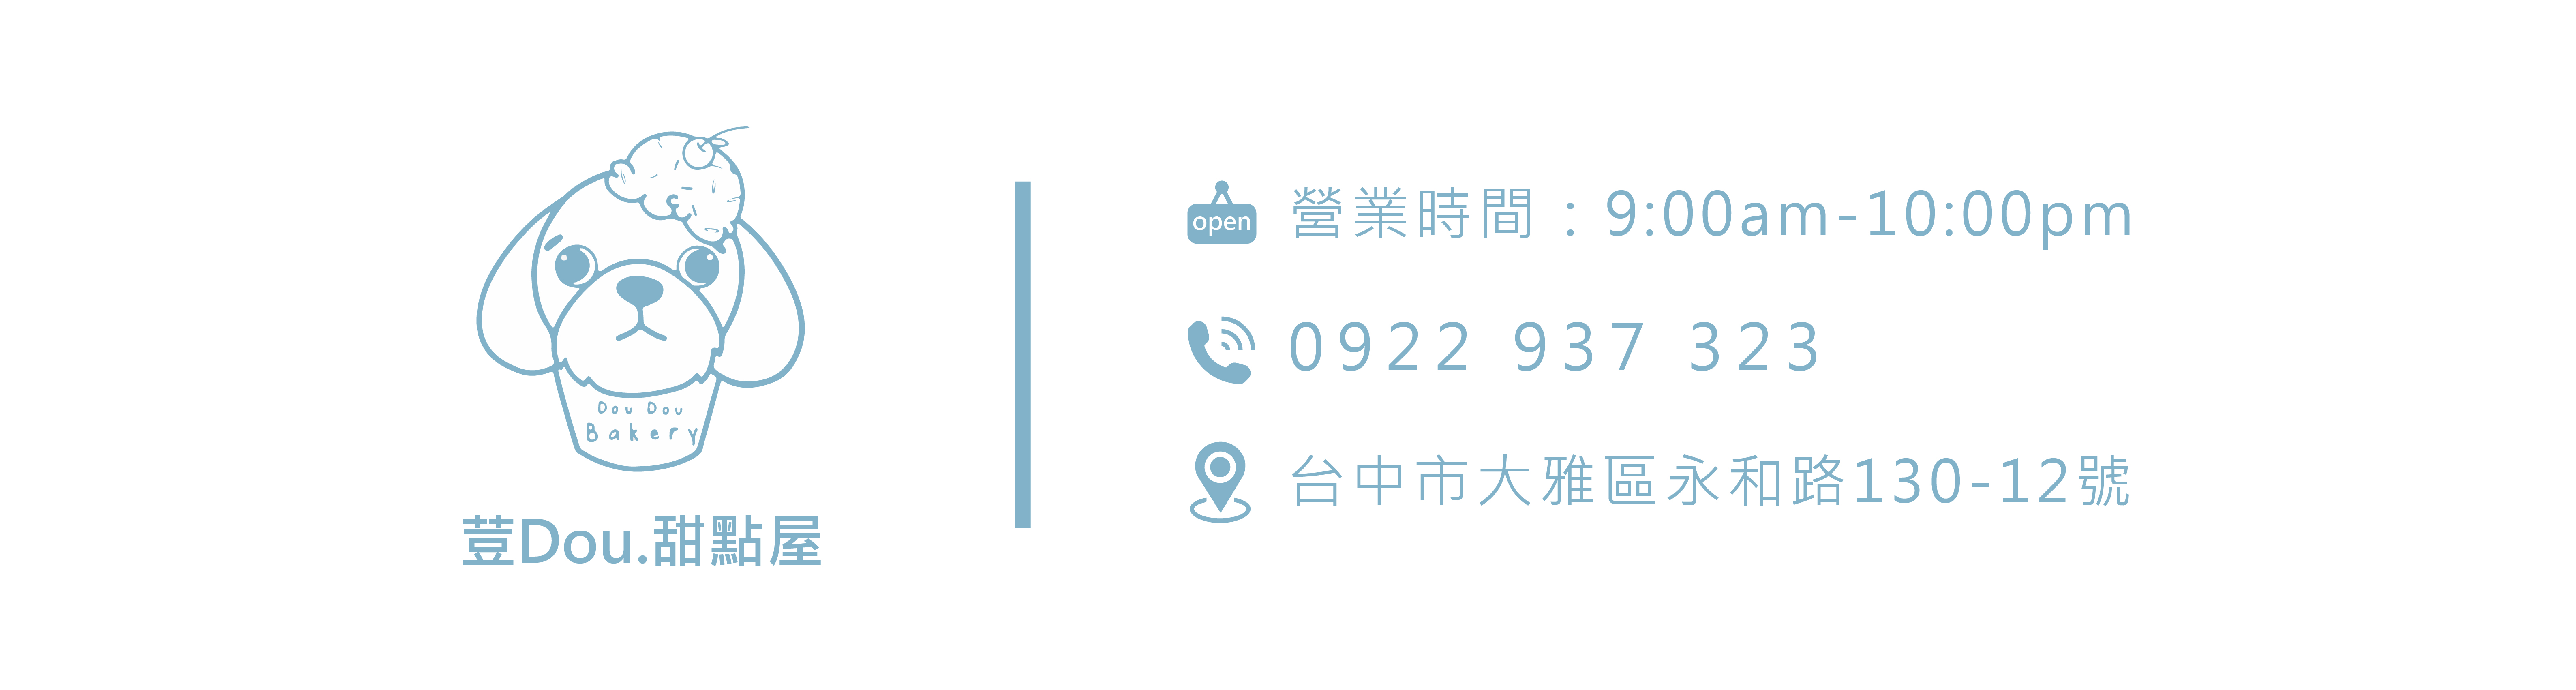 Dou Dou
Bakery
荳Dou.甜點屋
open
營業時間：9:00am-10:00pm
0922 937 323
台中市大雅區永和路130-12號